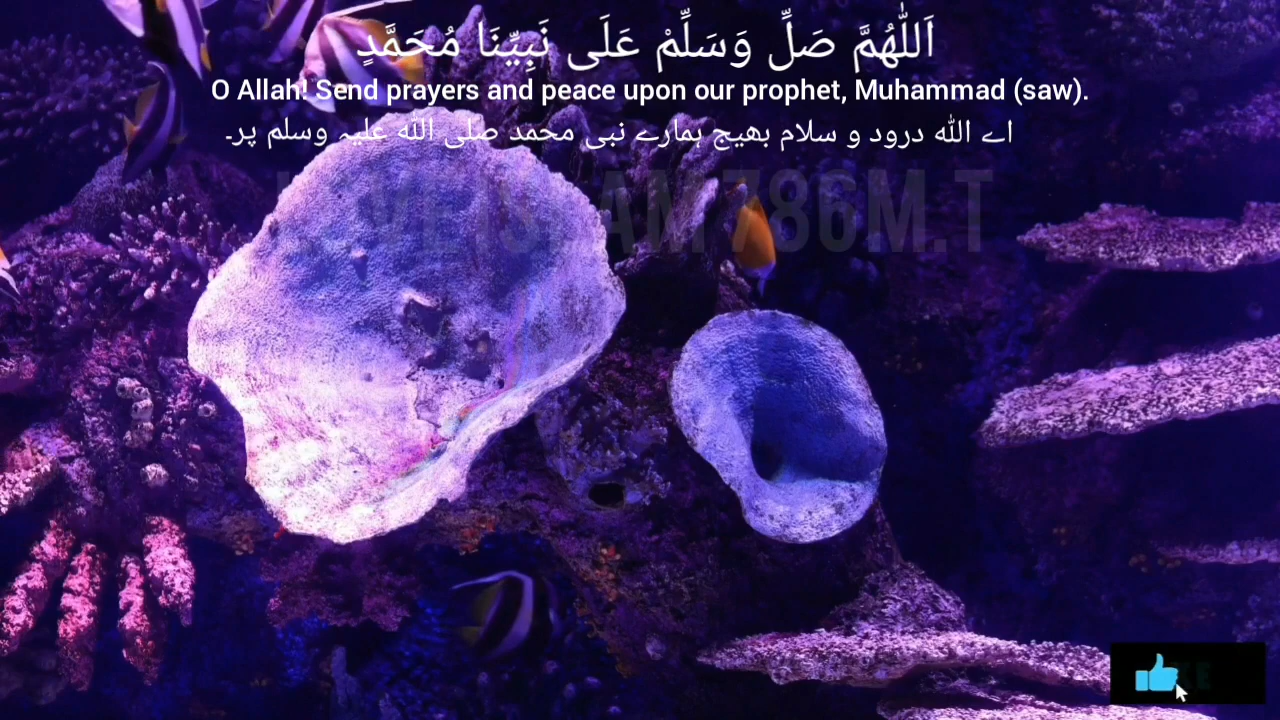 اَللّٰهُمَّ صَلِّ وَسَلِّمْ عَلَى نَبِيِّنَا مُحَمَّدٍ
O Allah! Send prayers and peace upon our prophet, Muhammad (saw).
اے اللہ درود و سلام بھیج ہمارے نبی محمد صلی اللہ علیہ وسلم پر۔
ILOVEISLAM786M.T